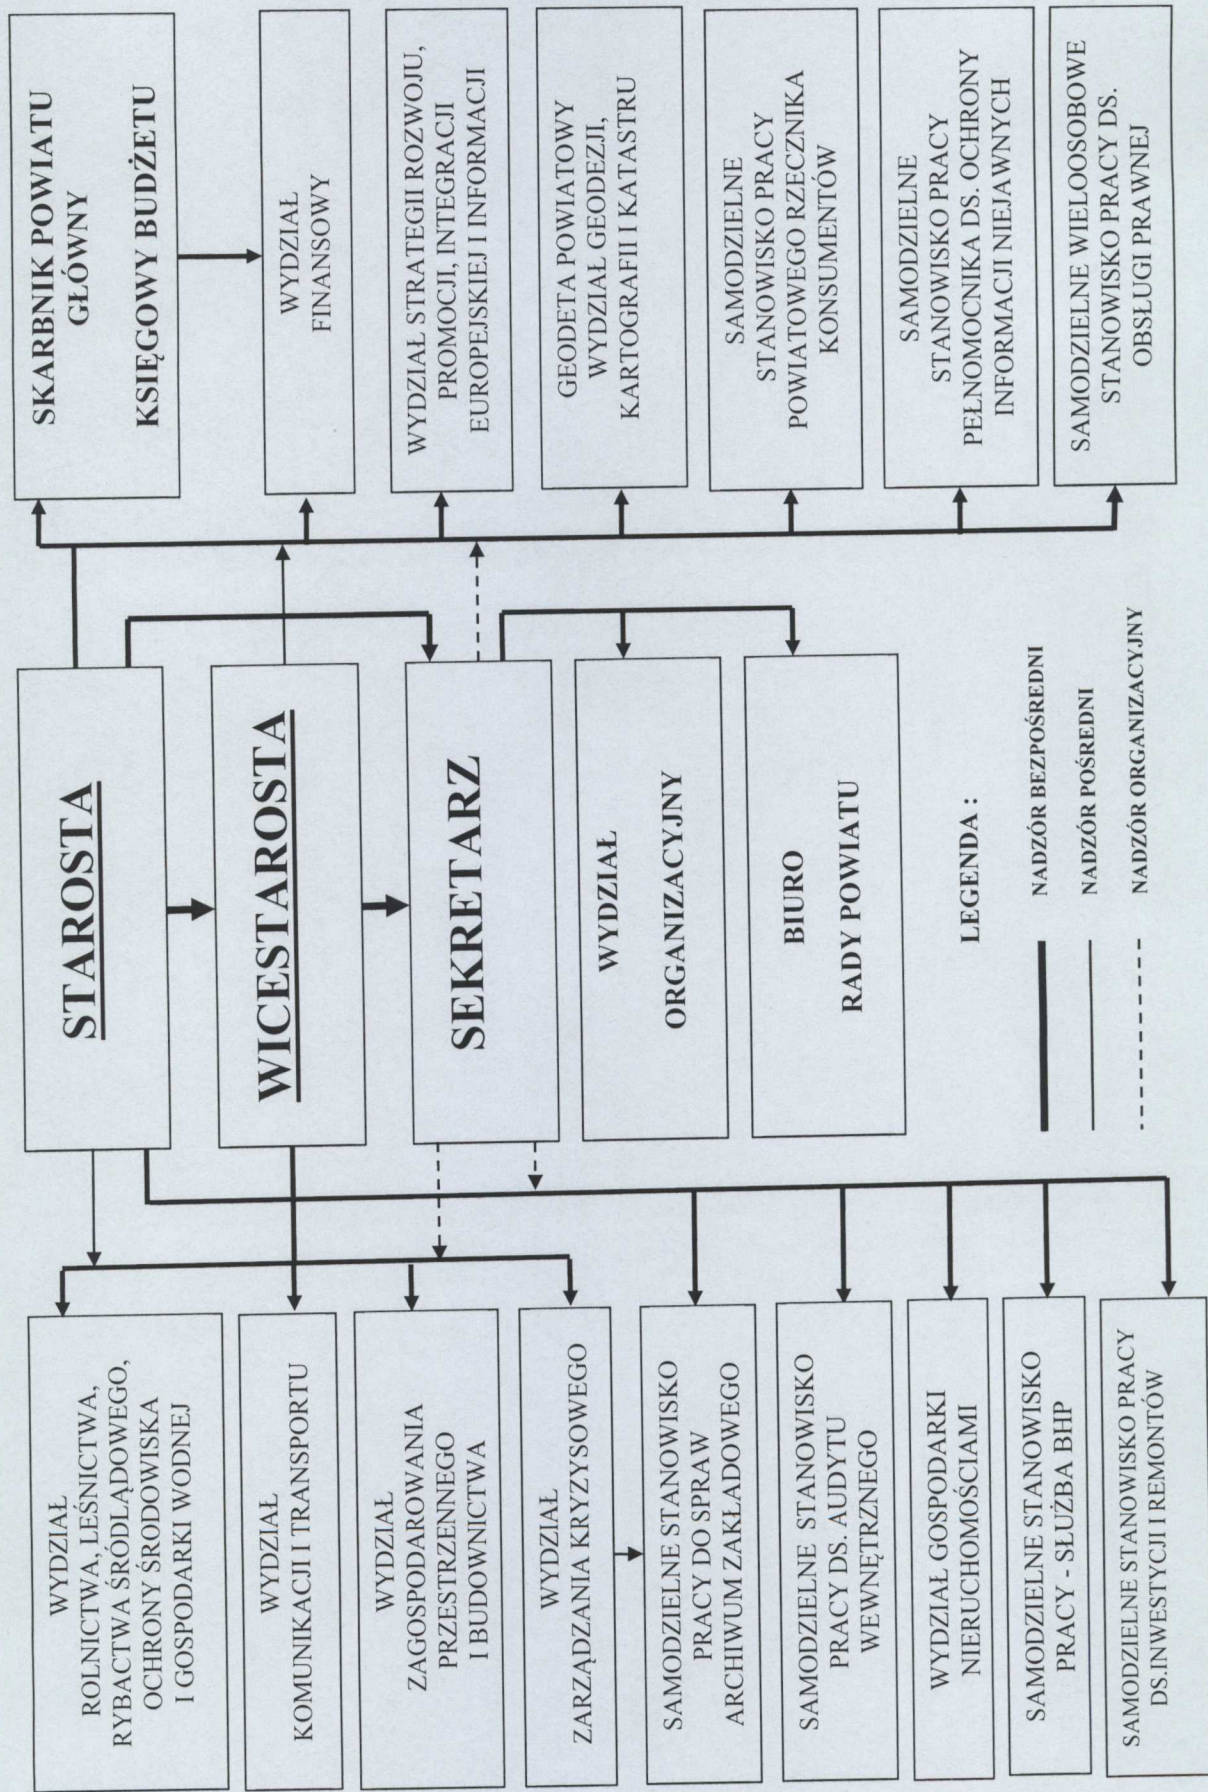 WYDZIAŁ
ROLNICTWA, LEŚNICTWA,
RYBACTWA ŚRÓDLĄDOWEGO,
OCHRONY ŚRODOWISKA
I GOSPODARKI WODNEJ
WYDZIAŁ
KOMUNIKACJI I TRANSPORTU
WYDZIAŁ
ZAGOSPODAROWANIA
PRZESTRZENNEGO
I BUDOWNICTWA
WYDZIAŁ
ZARZĄDZANIA KRYZYSOWEGO
SAMODZIELNE STANOWISKO
PRACY DO SPRAW
ARCHIWUM ZAKŁADOWEGO
SAMODZIELNE STANOWISKO
PRACY DS. AUDYTU
WEWNĘTRZNEGO
WYDZIAŁ GOSPODARKI
NIERUCHOMOŚCIAMI
SAMODZIELNE STANOWISKO
PRACY - SŁUŻBA BHP
SAMODZIELNE STANOWISKO PRACY
DS.INWESTYCJI I REMONTÓW
STAROSTA
WICESTAROSTA
SEKRETARZ
WYDZIAŁ
ORGANIZACYJNY
BIURO
RADY POWIATU
LEGENDA :
NADZÓR BEZPOŚREDNI
NADZÓR POŚREDNI
NADZÓR ORGANIZACYJNY
SKARBNIK POWIATU
GŁÓWNY
KSIĘGOWY BUDŻETU
WYDZIAŁ
FINANSOWY
WYDZIAŁ STRATEGII ROZWOJU,
PROMOCJI, INTEGRACJI
EUROPEJSKIEJ I INFORMACJI
GEODETA POWIATOWY
WYDZIAŁ GEODEZJI,
KARTOGRAFII I KATASTRU
SAMODZIELNE
STANOWISKO PRACY
POWIATOWEGO RZECZNIKA
KONSUMENTÓW
SAMODZIELNE
STANOWISKO PRACY
PEŁNOMOCNIKA DS. OCHRONY
INFORMACJI NIEJAWNYCH
SAMODZIELNE WIELOOSOBOWE
STANOWISKO PRACY DS.
OBSŁUGI PRAWNEJ